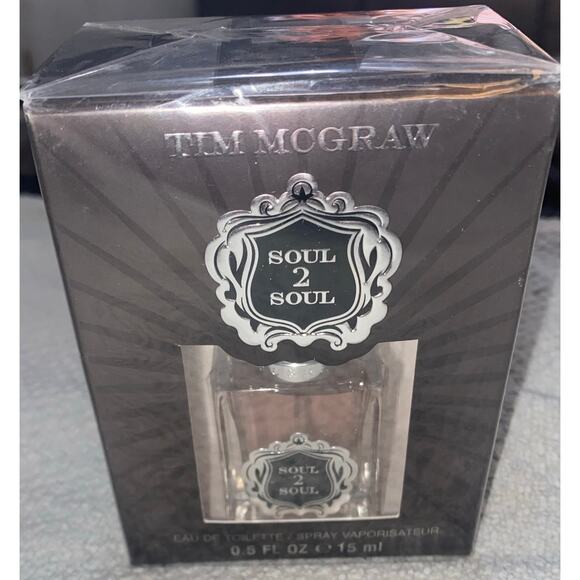 TIM MCGRAW
SOUL
2
SOUL
SOUL
2
SOUL
EAU DE TOILETTE / SPRAY VAPORISATEUR
0.5 FL OZ ℮ 15 ml